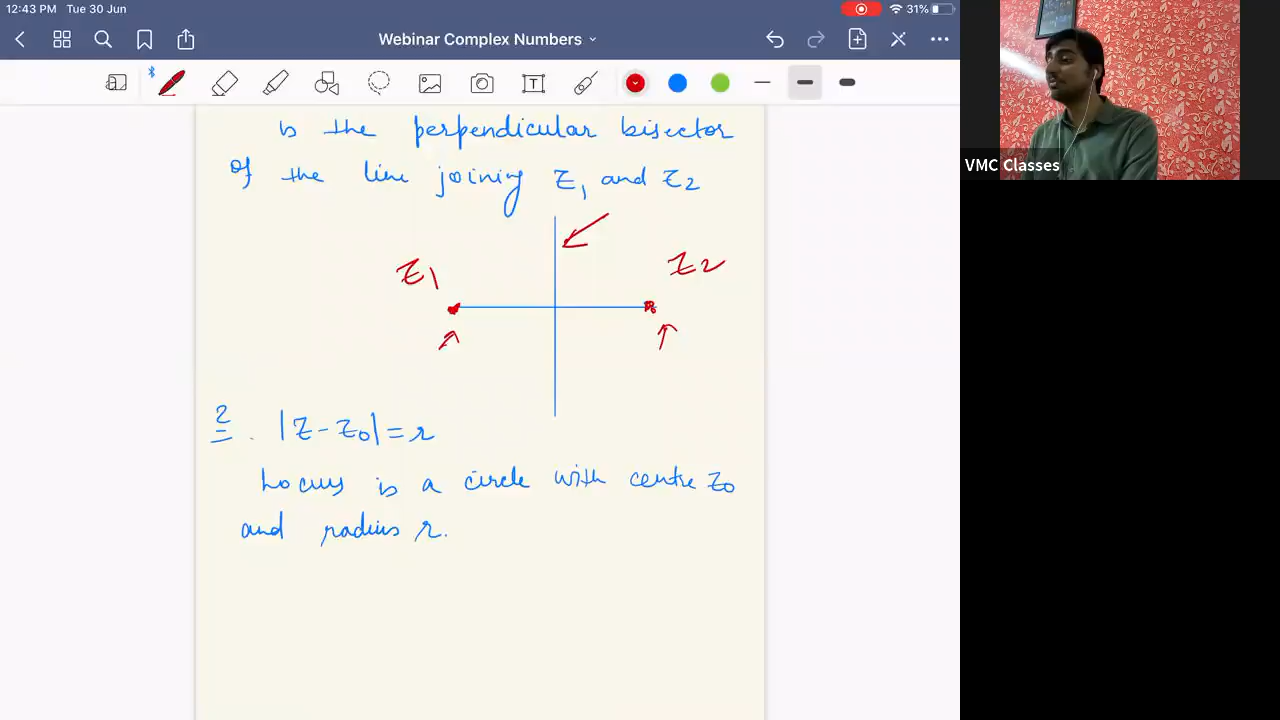 12:43 PM Tue 30 Jun
31%
Webinar Complex Numbers
T
VMC Classes
is the perpendicular bisector
of the line joining z₁ and z₂
z₁
z₂
2. |z - z₀| = r
Locus is a circle with centre z₀
and radius r.